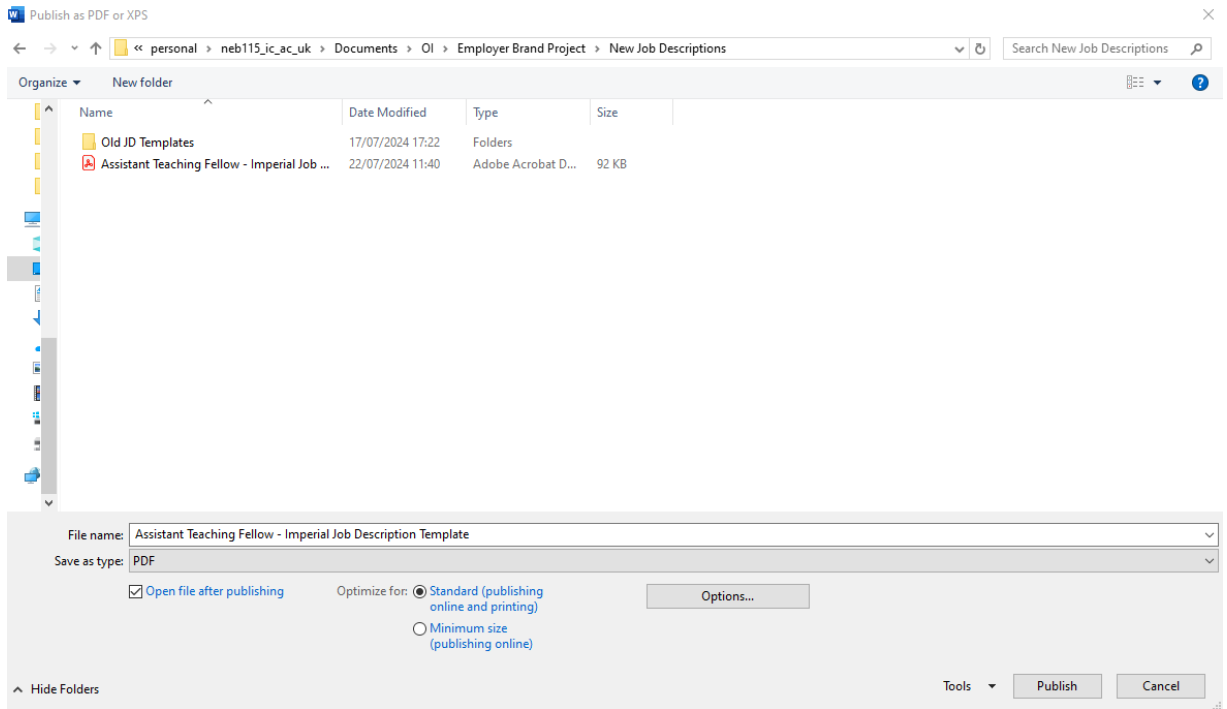 Publish as PDF or XPS
« personal › neb115_ic_ac_uk › Documents › OI › Employer Brand Project › New Job Descriptions
Search New Job Descriptions
Organize
New folder
Name Date Modified Type Size
Old JD Templates 17/07/2024 17:22 Folders
Assistant Teaching Fellow - Imperial Job ... 22/07/2024 11:40 Adobe Acrobat D... 92 KB
File name: Assistant Teaching Fellow - Imperial Job Description Template
Save as type: PDF
Open file after publishing
Optimize for: Standard (publishing
online and printing)
Options...
Minimum size
(publishing online)
Hide Folders
Tools
Publish
Cancel